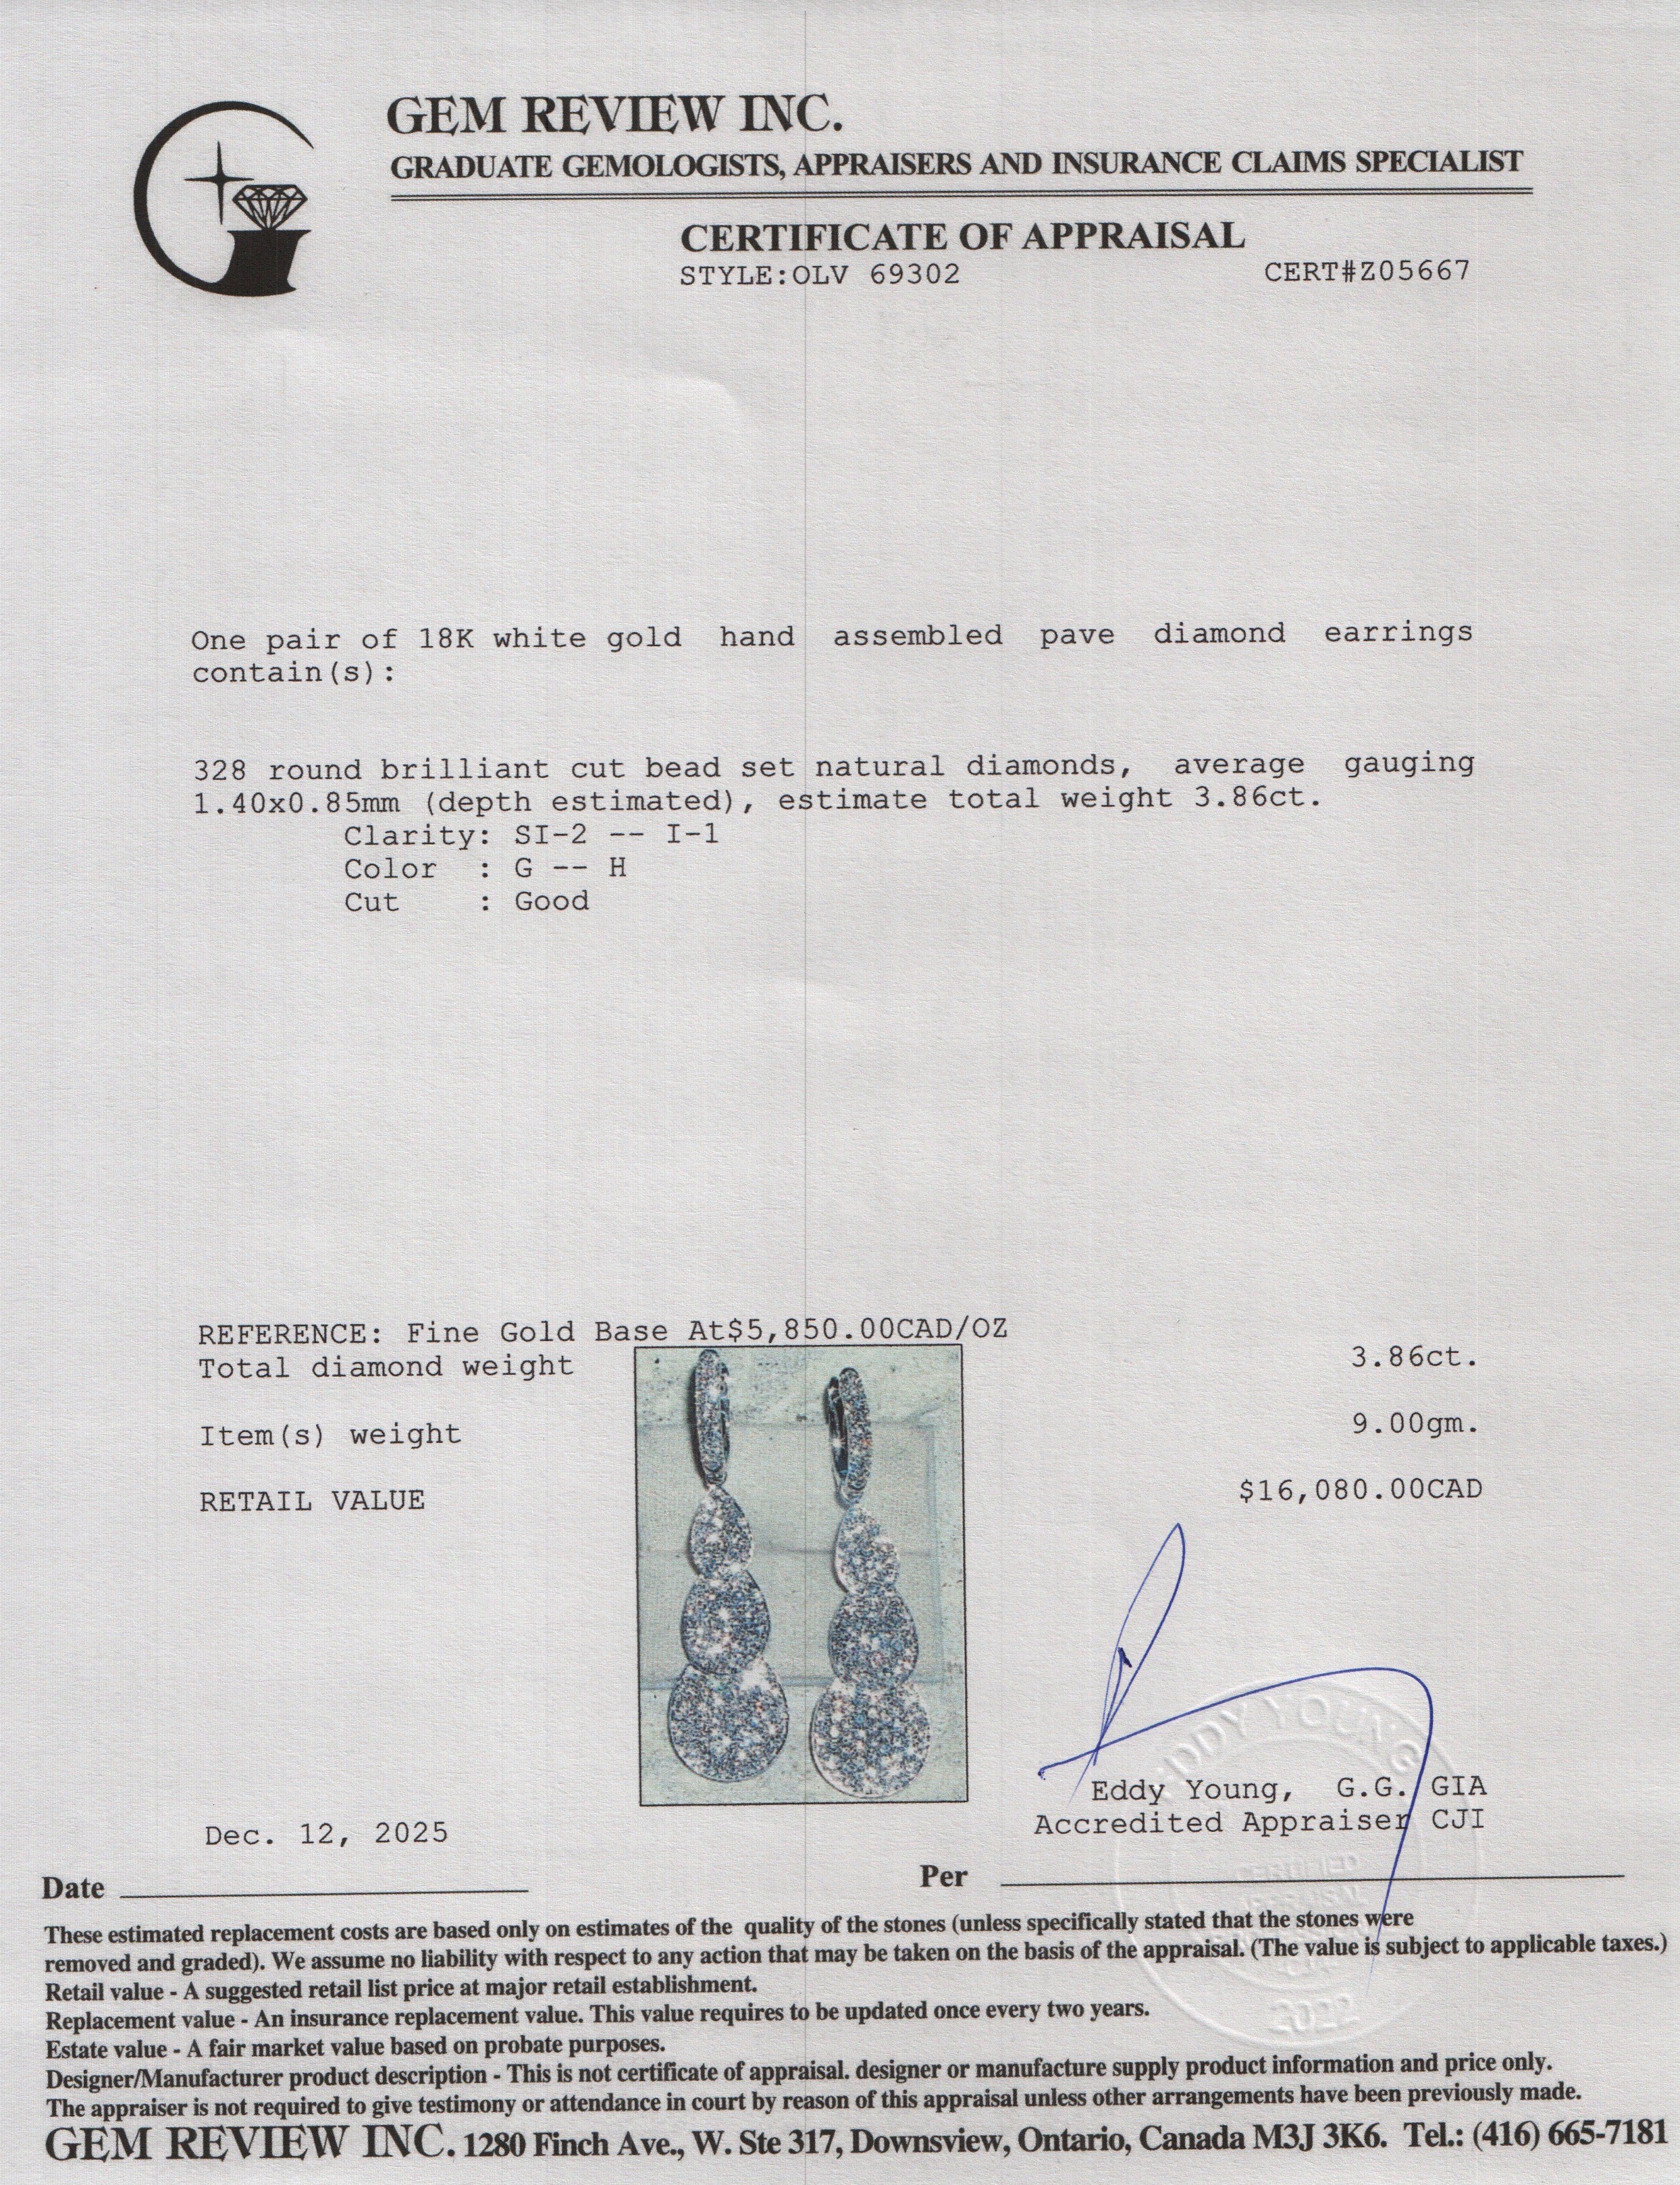 GEM REVIEW INC.
GRADUATE GEMOLOGISTS, APPRAISERS AND INSURANCE CLAIMS SPECIALIST
CERTIFICATE OF APPRAISAL
STYLE:OLV 69302 CERT#Z05667
One pair of 18K white gold hand assembled pave diamond earrings
contain(s):
328 round brilliant cut bead set natural diamonds, average gauging
1.40x0.85mm (depth estimated), estimate total weight 3.86ct.
Clarity: SI-2 -- I-1
Color : G -- H
Cut : Good
REFERENCE: Fine Gold Base At$5,850.00CAD/OZ
Total diamond weight 3.86ct.
Item(s) weight 9.00gm.
RETAIL VALUE $16,080.00CAD
EDDY YOUNG
Eddy Young, G.G. GIA
Accredited Appraiser CJI
Dec. 12, 2025
Date Per
CERTIFIED
APPRAISAL
2022
These estimated replacement costs are based only on estimates of the quality of the stones (unless specifically stated that the stones were
removed and graded). We assume no liability with respect to any action that may be taken on the basis of the appraisal. (The value is subject to applicable taxes.)
Retail value - A suggested retail list price at major retail establishment.
Replacement value - An insurance replacement value. This value requires to be updated once every two years.
Estate value - A fair market value based on probate purposes.
Designer/Manufacturer product description - This is not certificate of appraisal. designer or manufacture supply product information and price only.
The appraiser is not required to give testimony or attendance in court by reason of this appraisal unless other arrangements have been previously made.
GEM REVIEW INC. 1280 Finch Ave., W. Ste 317, Downsview, Ontario, Canada M3J 3K6. Tel.: (416) 665-7181